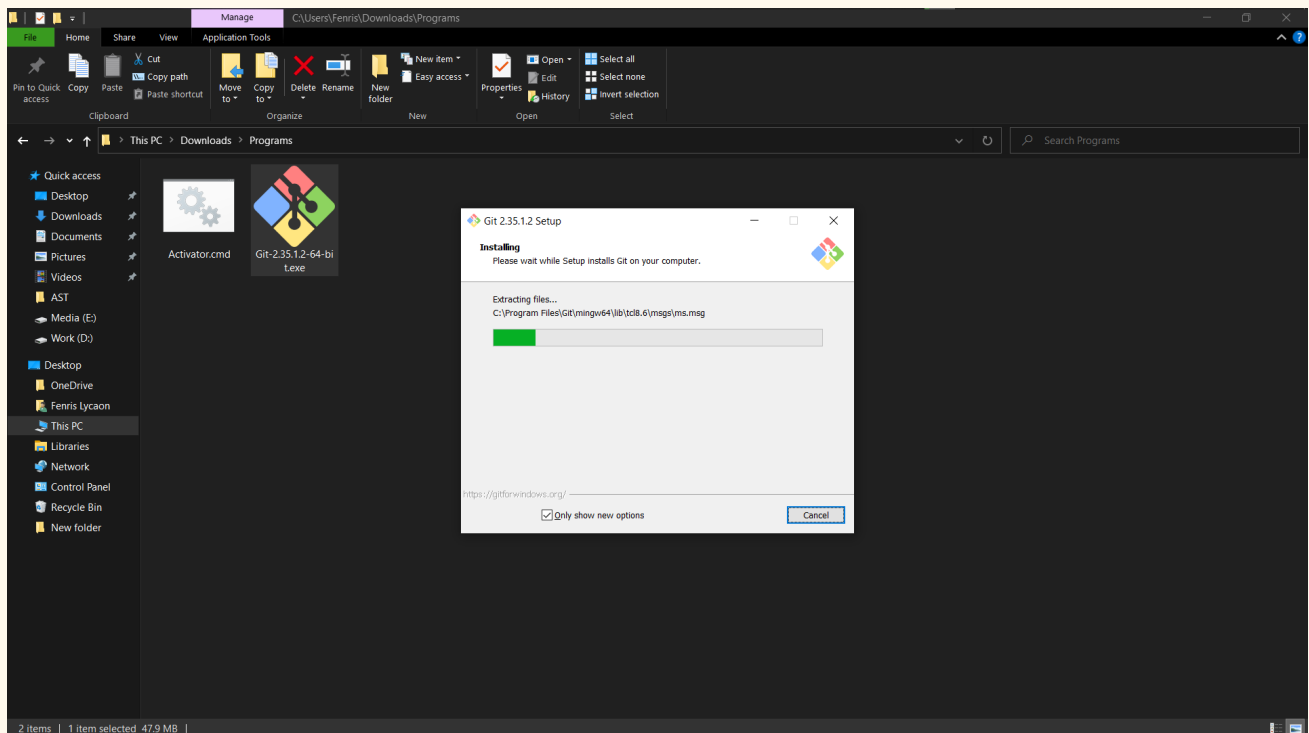 Manage
C:\Users\Fenris\Downloads\Programs
File Home Share View Application Tools
Pin to Quick access
Copy
Paste
Cut
Copy path
Paste shortcut
Clipboard
Move to
Copy to
Delete
Rename
Organize
New folder
New item
Easy access
New
Properties
Open
Edit
History
Open
Select all
Select none
Invert selection
Select
This PC > Downloads > Programs
Search Programs
Quick access
Desktop
Downloads
Documents
Pictures
Videos
AST
Media (E:)
Work (D:)
Desktop
OneDrive
Fenris Lycaon
This PC
Libraries
Network
Control Panel
Recycle Bin
New folder
Activator.cmd
Git-2.35.1.2-64-bi
t.exe
Git 2.35.1.2 Setup
Installing
Please wait while Setup installs Git on your computer.
Extracting files...
C:\Program Files\Git\mingw64\lib\tcl8.6\msgs\ms.msg
https://gitforwindows.org/
Only show new options
Cancel
2 items | 1 item selected 47.9 MB |